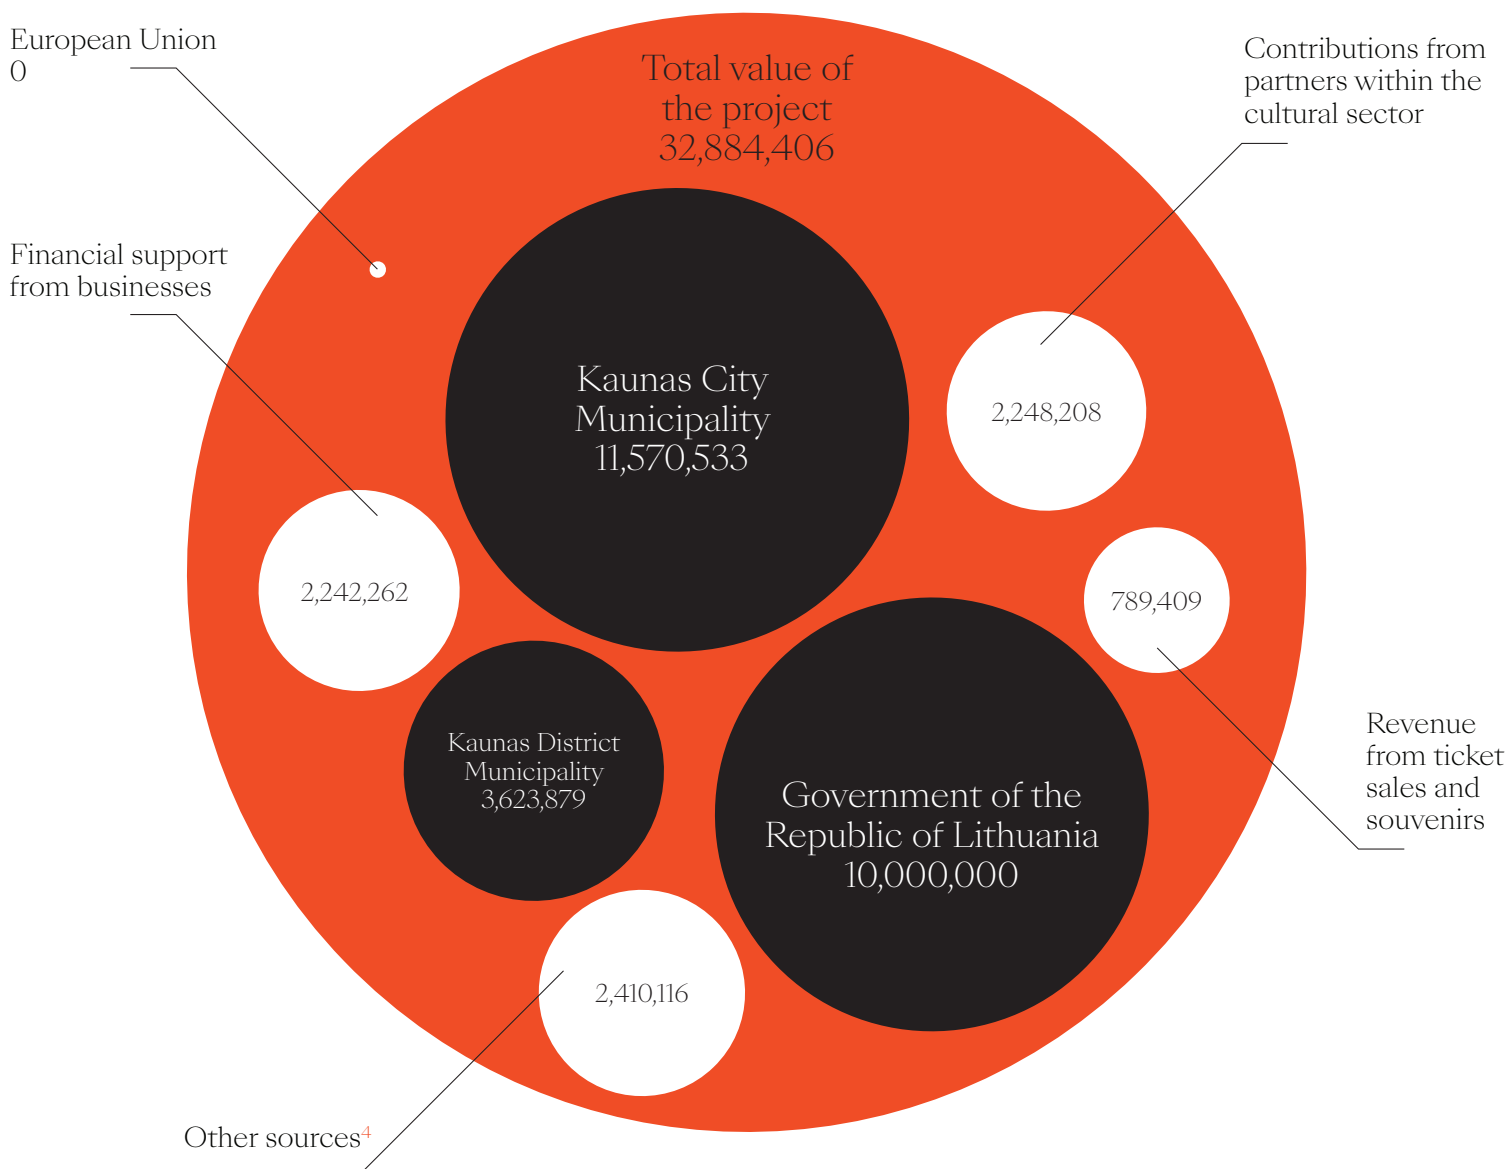 European Union
0
Total value of
the project
32,884,406
Contributions from
partners within the
cultural sector
Financial support
from businesses
Kaunas City
Municipality
11,570,533
2,248,208
2,242,262
789,409
Kaunas District
Municipality
3,623,879
Government of the
Republic of Lithuania
10,000,000
Revenue
from ticket
sales and
souvenirs
2,410,116
Other sources⁴